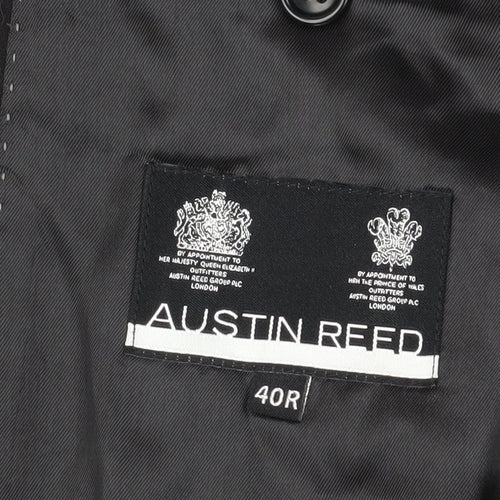 BY APPOINTMENT TO
HER MAJESTY QUEEN ELIZABETH II
OUTFITTERS
AUSTIN REED GROUP PLC
LONDON
BY APPOINTMENT TO
HRH THE PRINCE OF WALES
OUTFITTERS
AUSTIN REED GROUP PLC
LONDON
AUSTIN REED
40R